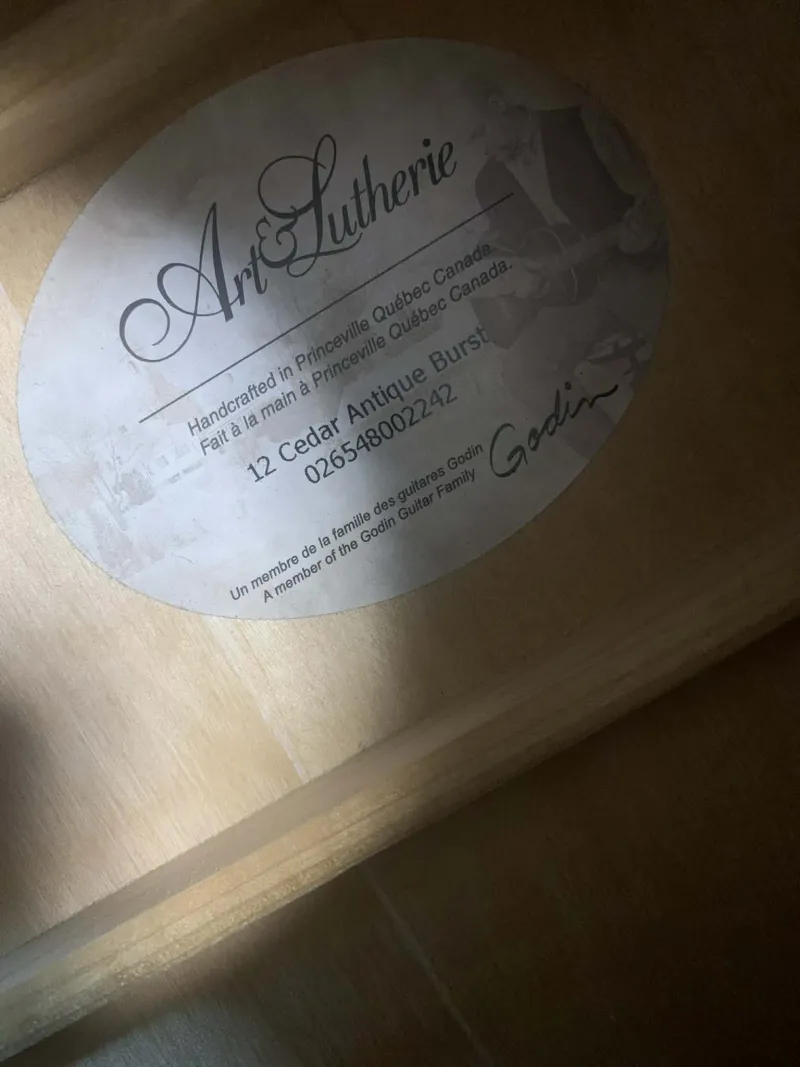 Art & Lutherie
Handcrafted in Princeville Québec Canada.
Fait à la main à Princeville Québec Canada.
12 Cedar Antique Burst
026548002242
Un membre de la famille des guitares Godin
A member of the Godin Guitar Family
Godin